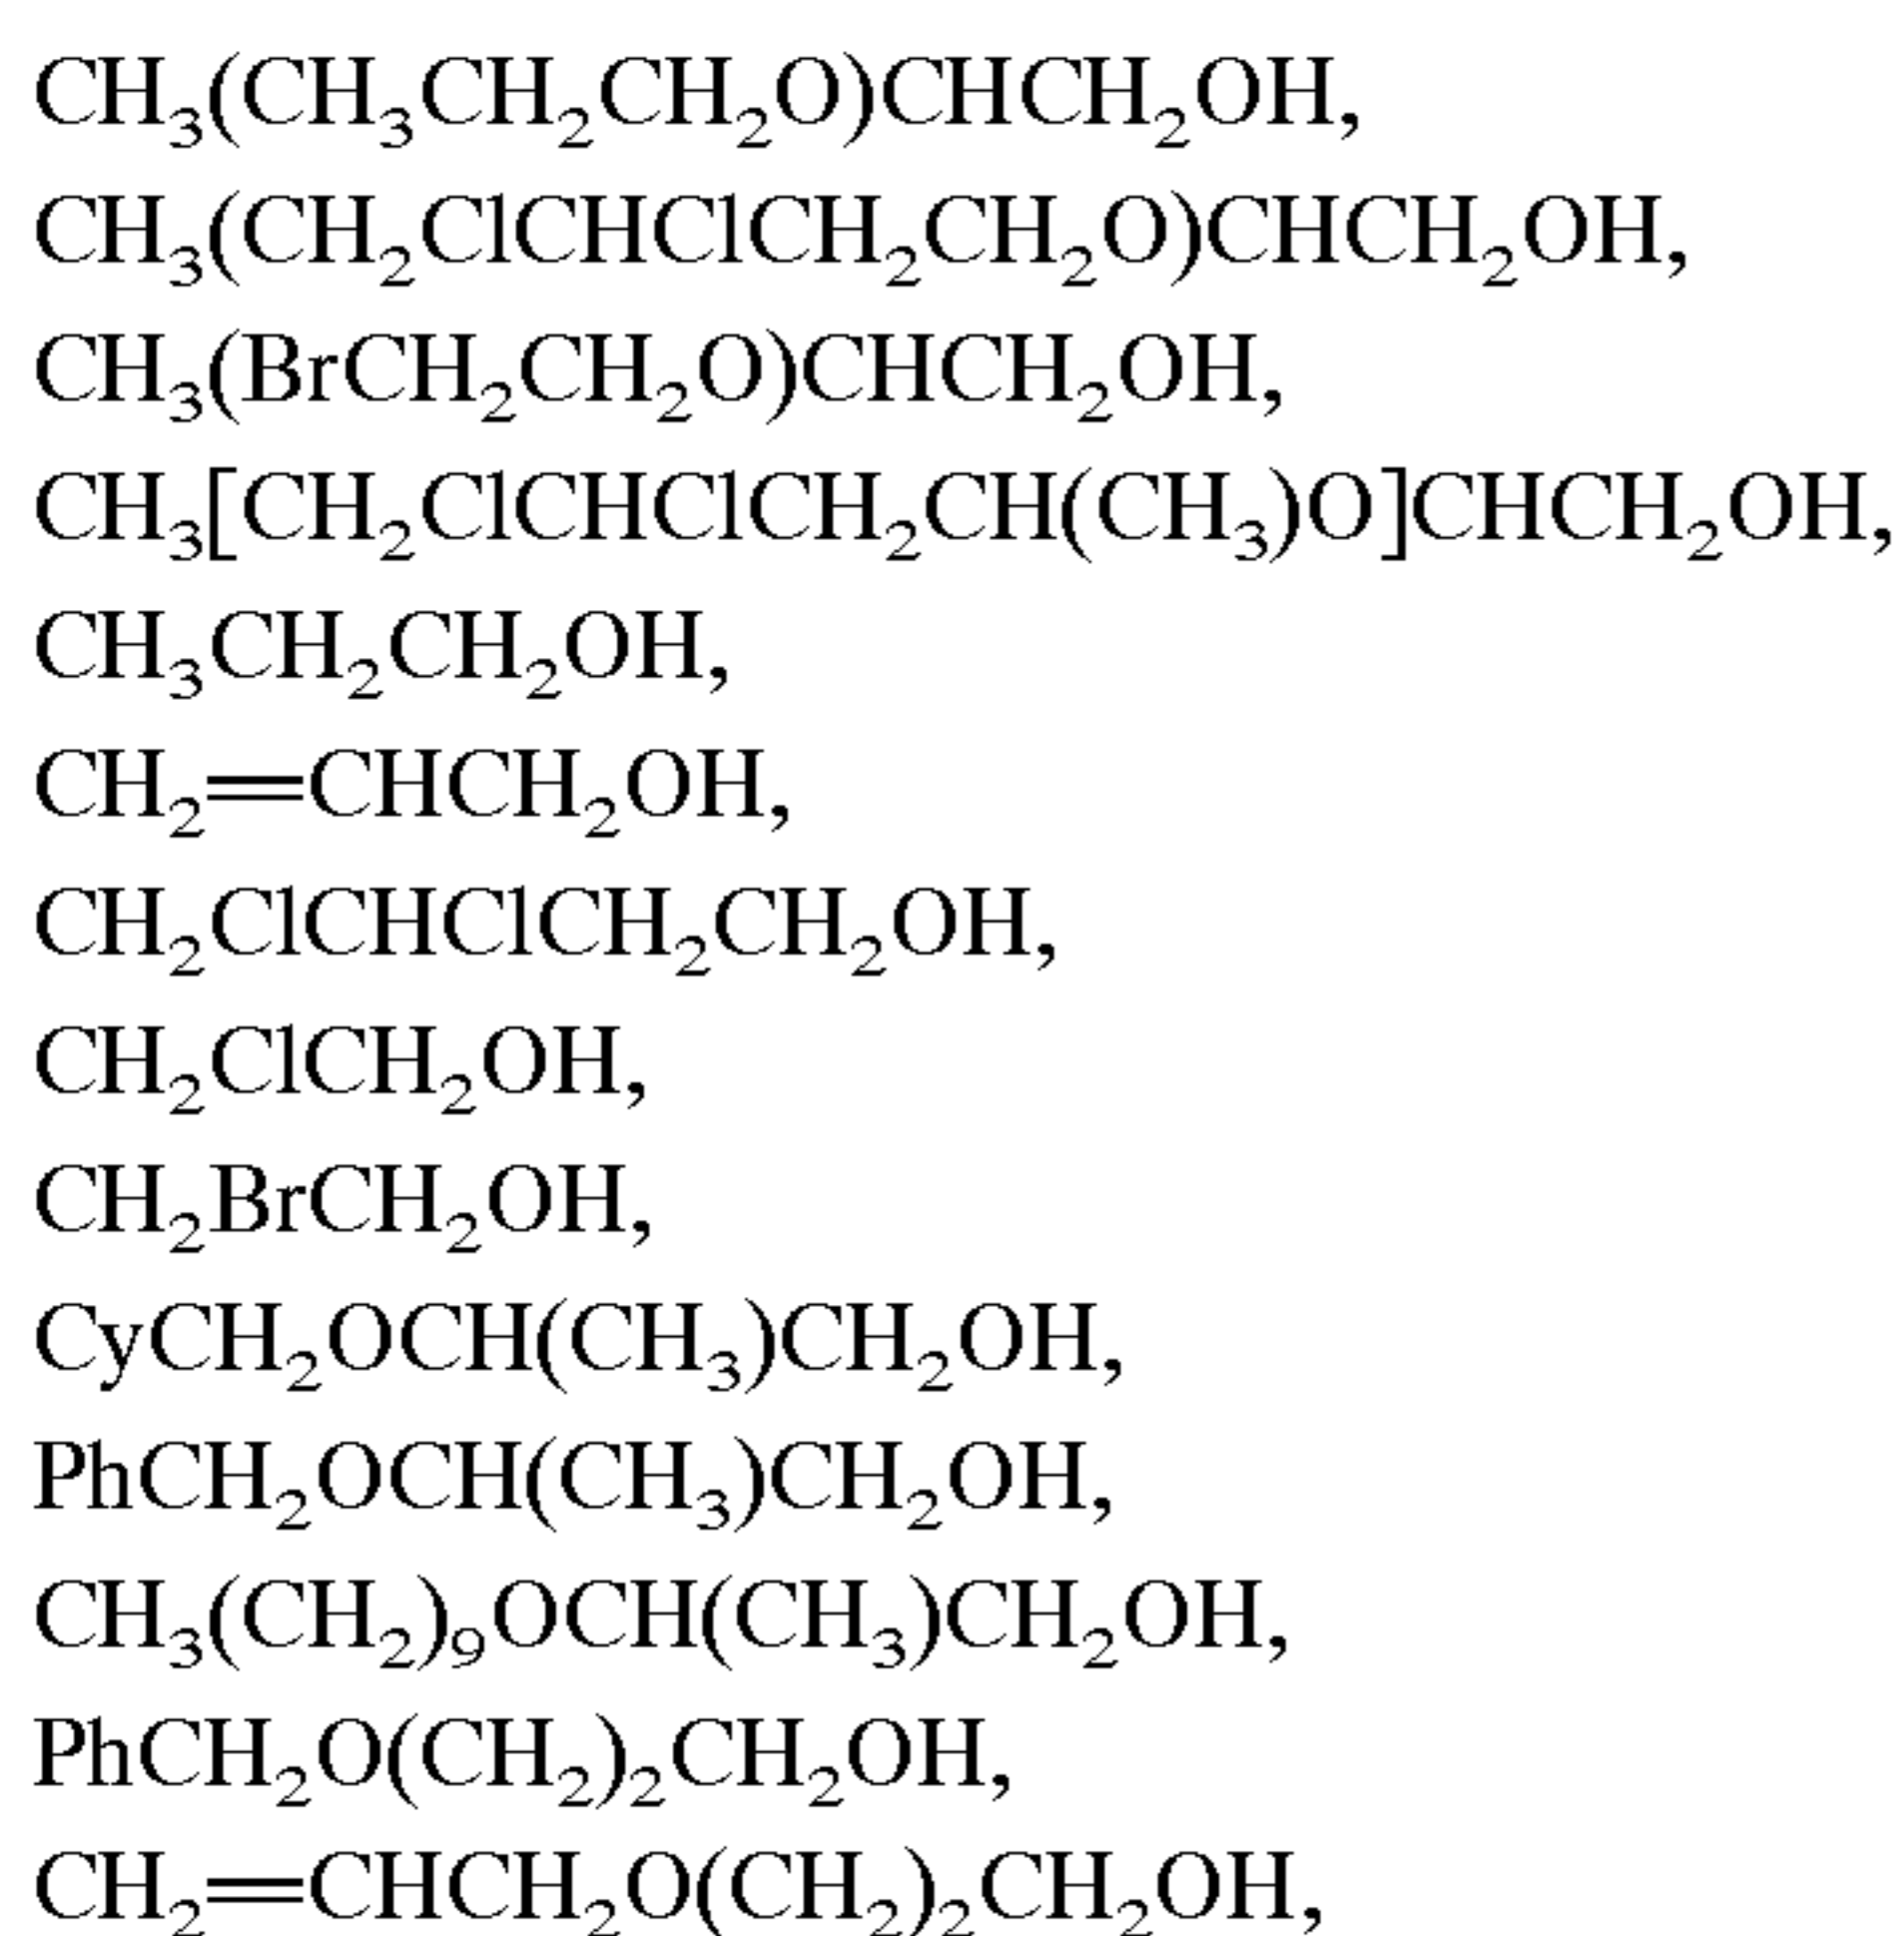 CH₃(CH₃CH₂CH₂O)CHCH₂OH,
CH₃(CH₂ClCHClCH₂CH₂O)CHCH₂OH,
CH₃(BrCH₂CH₂O)CHCH₂OH,
CH₃[CH₂ClCHClCH₂CH(CH₃)O]CHCH₂OH,
CH₃CH₂CH₂OH,
CH₂=CHCH₂OH,
CH₂ClCHClCH₂CH₂OH,
CH₂ClCH₂OH,
CH₂BrCH₂OH,
CyCH₂OCH(CH₃)CH₂OH,
PhCH₂OCH(CH₃)CH₂OH,
CH₃(CH₂)₉OCH(CH₃)CH₂OH,
PhCH₂O(CH₂)₂CH₂OH,
CH₂=CHCH₂O(CH₂)₂CH₂OH,